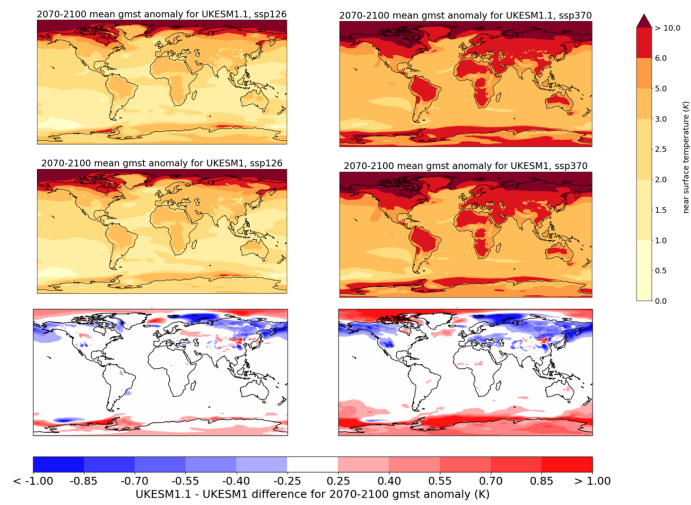 2070-2100 mean gmst anomaly for UKESM1.1, ssp126
2070-2100 mean gmst anomaly for UKESM1.1, ssp370
> 10.0
6.0
5.0
3.0
2.5
2.0
1.5
1.0
0.5
0.0
near surface temperature (K)
2070-2100 mean gmst anomaly for UKESM1, ssp126
2070-2100 mean gmst anomaly for UKESM1, ssp370
< -1.00 -0.85 -0.70 -0.55 -0.40 -0.25 0.25 0.40 0.55 0.70 0.85 > 1.00
UKESM1.1 - UKESM1 difference for 2070-2100 gmst anomaly (K)